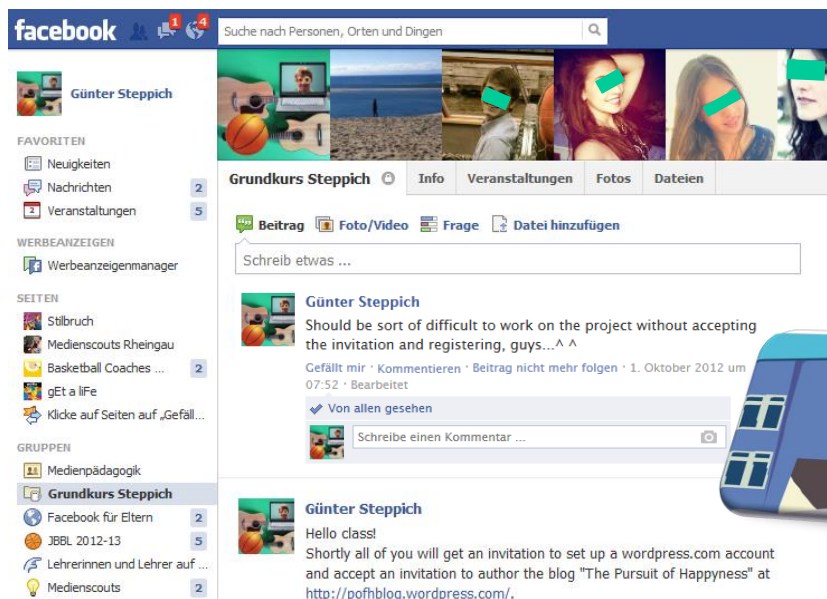 facebook
1
4
Suche nach Personen, Orten und Dingen
Günter Steppich
FAVORITEN
Neuigkeiten
Nachrichten 2
2 Veranstaltungen 5
WERBEANZEIGEN
Werbeanzeigenmanager
SEITEN
Stilbruch
Medienscouts Rheingau
Basketball Coaches ... 2
gEt a liFe
Klicke auf Seiten auf „Gefäll...
GRUPPEN
Medienpädagogik
Grundkurs Steppich
Facebook für Eltern 2
JBBL 2012-13 5
Lehrerinnen und Lehrer auf ...
Medienscouts 2
Grundkurs Steppich Info Veranstaltungen Fotos Dateien
Beitrag Foto/Video Frage Datei hinzufügen
Schreib etwas ...
Günter Steppich
Should be sort of difficult to work on the project without accepting
the invitation and registering, guys...^ ^
Gefällt mir · Kommentieren · Beitrag nicht mehr folgen · 1. Oktober 2012 um
07:52 · Bearbeitet
Von allen gesehen
Schreibe einen Kommentar ...
Günter Steppich
Hello class!
Shortly all of you will get an invitation to set up a wordpress.com account
and accept an invitation to author the blog "The Pursuit of Happyness" at
http://pofhblog.wordpress.com/.